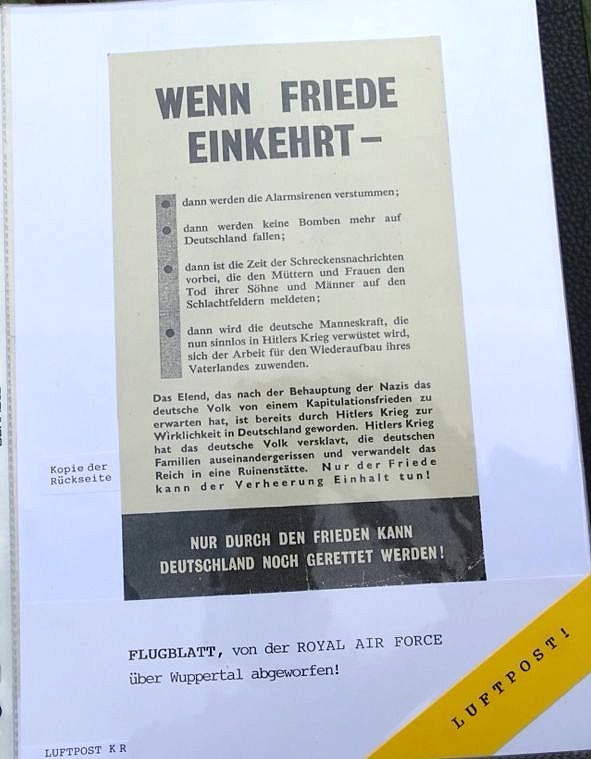 WENN FRIEDE
EINKEHRT –
dann werden die Alarmsirenen verstummen;
dann werden keine Bomben mehr auf
Deutschland fallen;
dann ist die Zeit der Schreckensnachrichten
vorbei, die den Müttern und Frauen den
Tod ihrer Söhne und Männer auf den
Schlachtfeldern meldeten;
dann wird die deutsche Manneskraft, die
nun sinnlos in Hitlers Krieg verwüstet wird,
sich der Arbeit für den Wiederaufbau ihres
Vaterlandes zuwenden.
Das Elend, das nach der Behauptung der Nazis das
deutsche Volk von einem Kapitulationsfrieden zu
erwarten hat, ist bereits durch Hitlers Krieg zur
Wirklichkeit in Deutschland geworden. Hitlers Krieg
hat das deutsche Volk versklavt, die deutschen
Familien auseinandergerissen und verwandelt das
Reich in eine Ruinenstätte. Nur der Friede
kann der Verheerung Einhalt tun!
Kopie der
Rückseite
NUR DURCH DEN FRIEDEN KANN
DEUTSCHLAND NOCH GERETTET WERDEN!
FLUGBLATT, von der ROYAL AIR FORCE
über Wuppertal abgeworfen!
LUFTPOST!
LUFTPOST K R